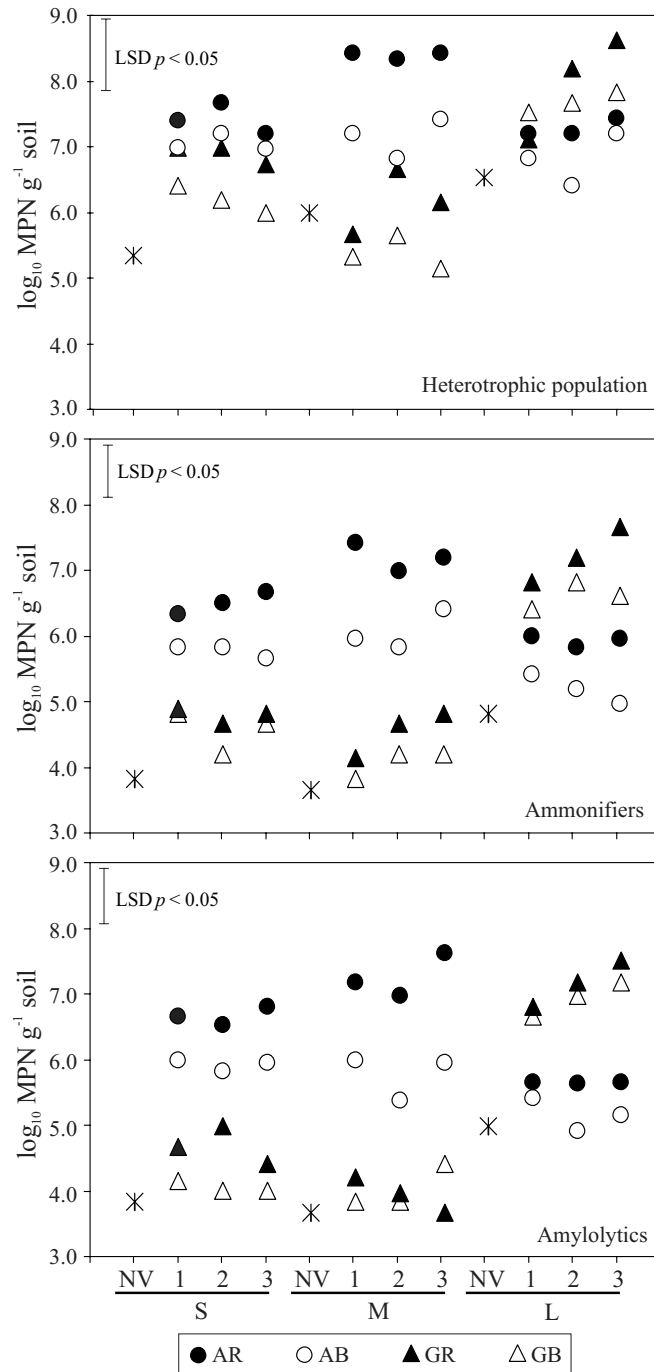 9.0
LSD p < 0.05
8.0
7.0
6.0
5.0
4.0
3.0
log₁₀ MPN g⁻¹ soil
Heterotrophic population
9.0
LSD p < 0.05
8.0
7.0
6.0
5.0
4.0
3.0
log₁₀ MPN g⁻¹ soil
Ammonifiers
9.0
LSD p < 0.05
8.0
7.0
6.0
5.0
4.0
3.0
log₁₀ MPN g⁻¹ soil
Amylolytics
NV 1 2 3 NV 1 2 3 NV 1 2 3
S M L
AR AB GR GB